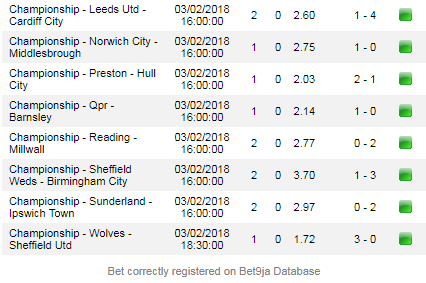 Championship - Leeds Utd - Cardiff City 03/02/2018 16:00:00 2 0 2.60 1 - 4
Championship - Norwich City - Middlesbrough 03/02/2018 16:00:00 1 0 2.75 1 - 0
Championship - Preston - Hull City 03/02/2018 16:00:00 1 0 2.03 2 - 1
Championship - Qpr - Barnsley 03/02/2018 16:00:00 1 0 2.14 1 - 0
Championship - Reading - Millwall 03/02/2018 16:00:00 2 0 2.77 0 - 2
Championship - Sheffield Weds - Birmingham City 03/02/2018 16:00:00 2 0 3.70 1 - 3
Championship - Sunderland - Ipswich Town 03/02/2018 16:00:00 2 0 2.97 0 - 2
Championship - Wolves - Sheffield Utd 03/02/2018 18:30:00 1 0 1.72 3 - 0
Bet correctly registered on Bet9ja Database